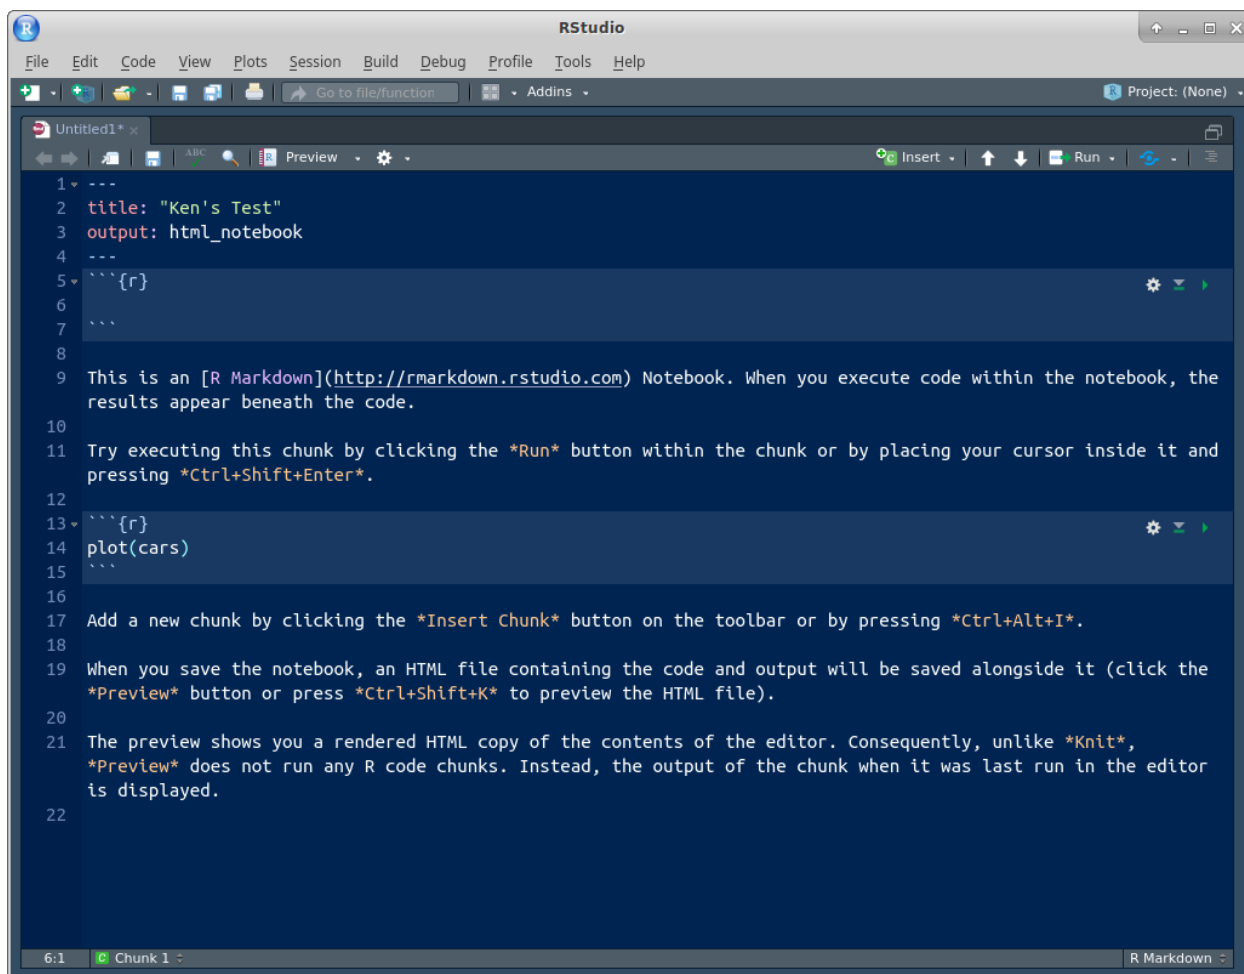 RStudio
File Edit Code View Plots Session Build Debug Profile Tools Help
Go to file/function Addins Project: (None)
Untitled1*
ABC Preview Insert Run
1 ---
2 title: "Ken's Test"
3 output: html_notebook
4 ---
5 ```{r}
6
7 ```
8
9 This is an [R Markdown](http://rmarkdown.rstudio.com) Notebook. When you execute code within the notebook, the
results appear beneath the code.
10
11 Try executing this chunk by clicking the *Run* button within the chunk or by placing your cursor inside it and
pressing *Ctrl+Shift+Enter*.
12
13 ```{r}
14 plot(cars)
15 ```
16
17 Add a new chunk by clicking the *Insert Chunk* button on the toolbar or by pressing *Ctrl+Alt+I*.
18
19 When you save the notebook, an HTML file containing the code and output will be saved alongside it (click the
*Preview* button or press *Ctrl+Shift+K* to preview the HTML file).
20
21 The preview shows you a rendered HTML copy of the contents of the editor. Consequently, unlike *Knit*,
*Preview* does not run any R code chunks. Instead, the output of the chunk when it was last run in the editor
is displayed.
22
6:1 C Chunk 1 R Markdown